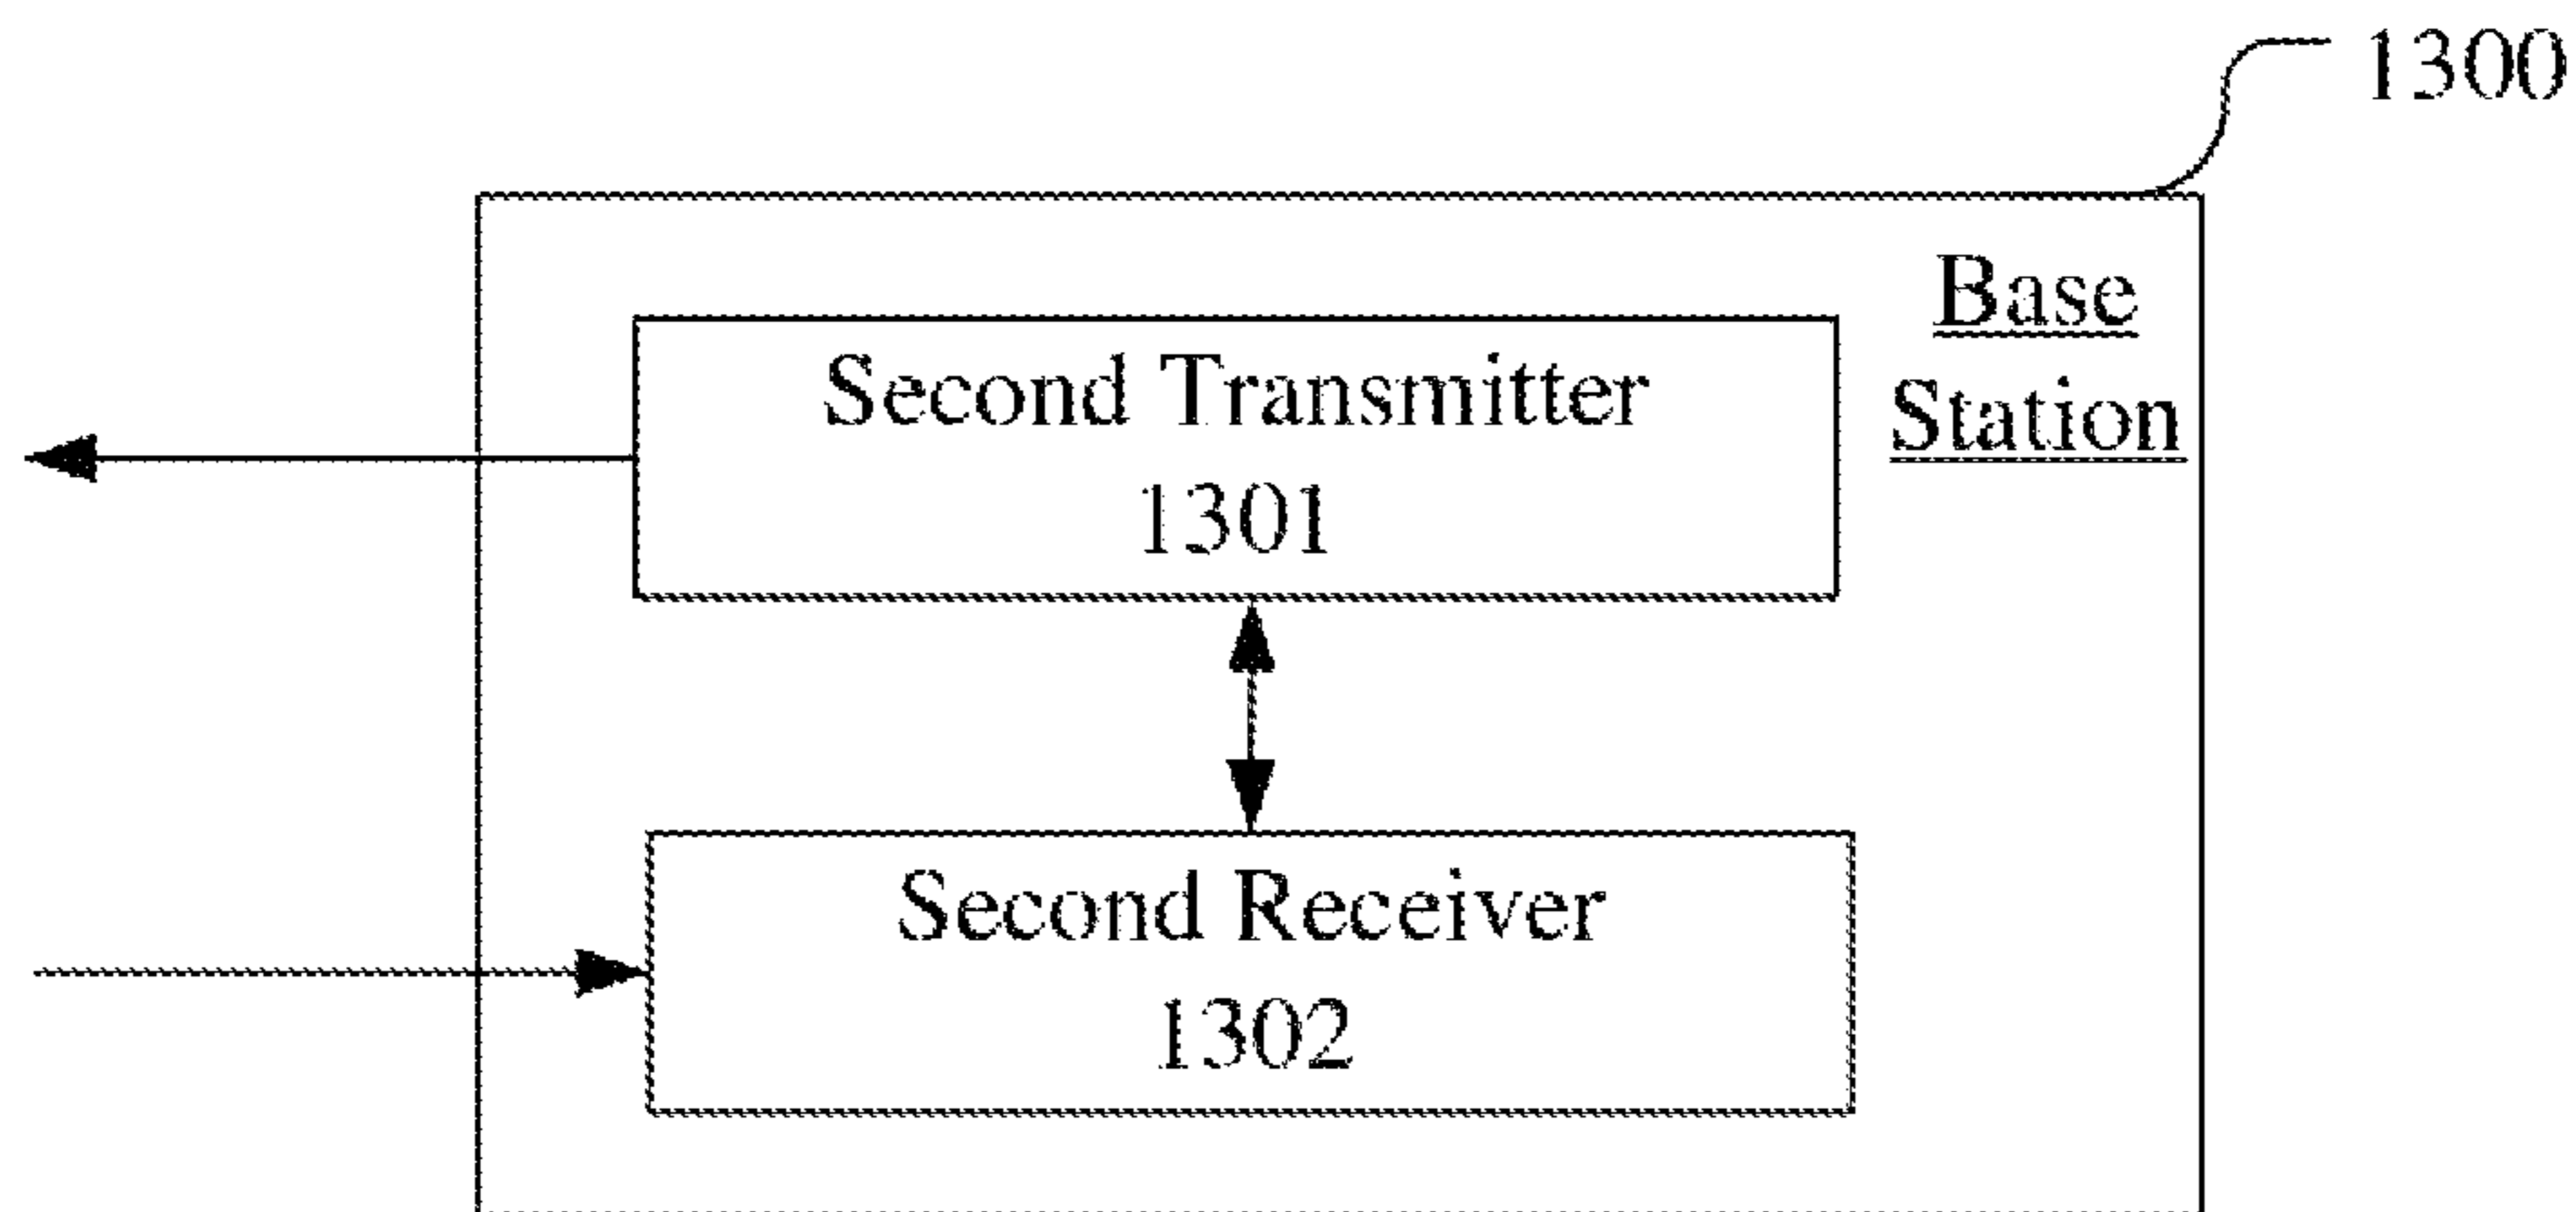 1300
Base
Station
Second Transmitter
1301
Second Receiver
1302